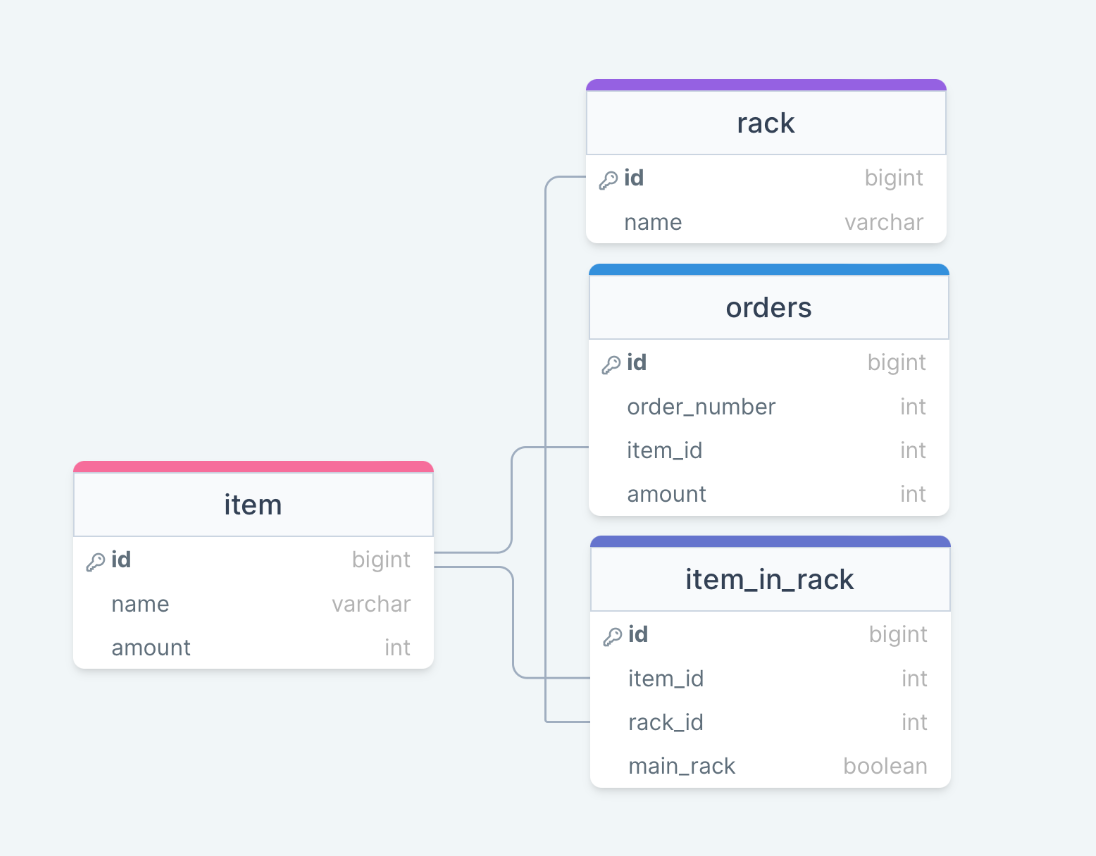 rack
id bigint
name varchar
orders
id bigint
order_number int
item_id int
amount int
item
id bigint
name varchar
amount int
item_in_rack
id bigint
item_id int
rack_id int
main_rack boolean